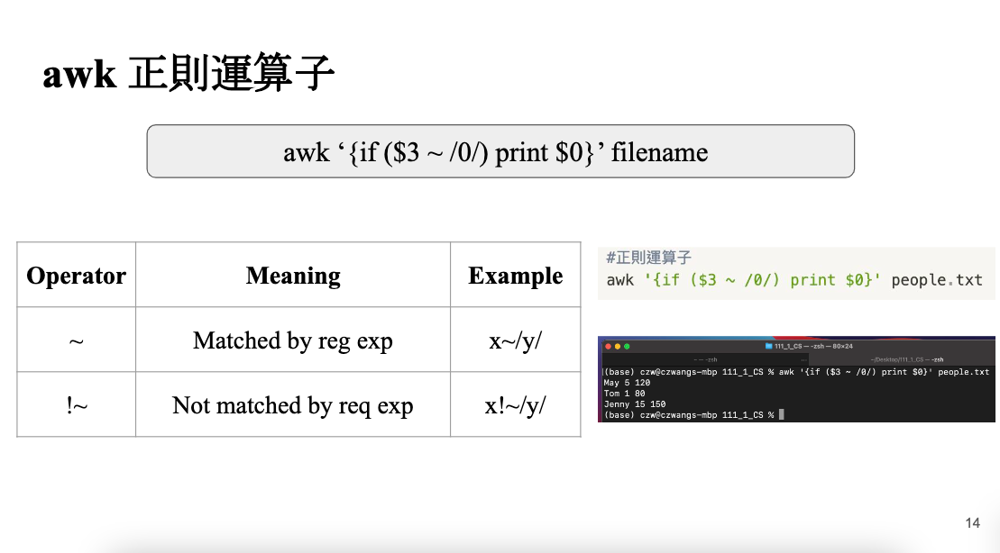 awk 正則運算子
awk ‘{if ($3 ~ /0/) print $0}’ filename
Operator Meaning Example
~ Matched by reg exp x~/y/
!~ Not matched by req exp x!~/y/
#正則運算子
awk '{if ($3 ~ /0/) print $0}' people.txt
111_1_CS — -zsh — 80×24
~ — -zsh ... ~/Desktop/111_1_CS — -zsh
(base) czw@czwangs-mbp 111_1_CS % awk '{if ($3 ~ /0/) print $0}' people.txt
May 5 120
Tom 1 80
Jenny 15 150
(base) czw@czwangs-mbp 111_1_CS %
14